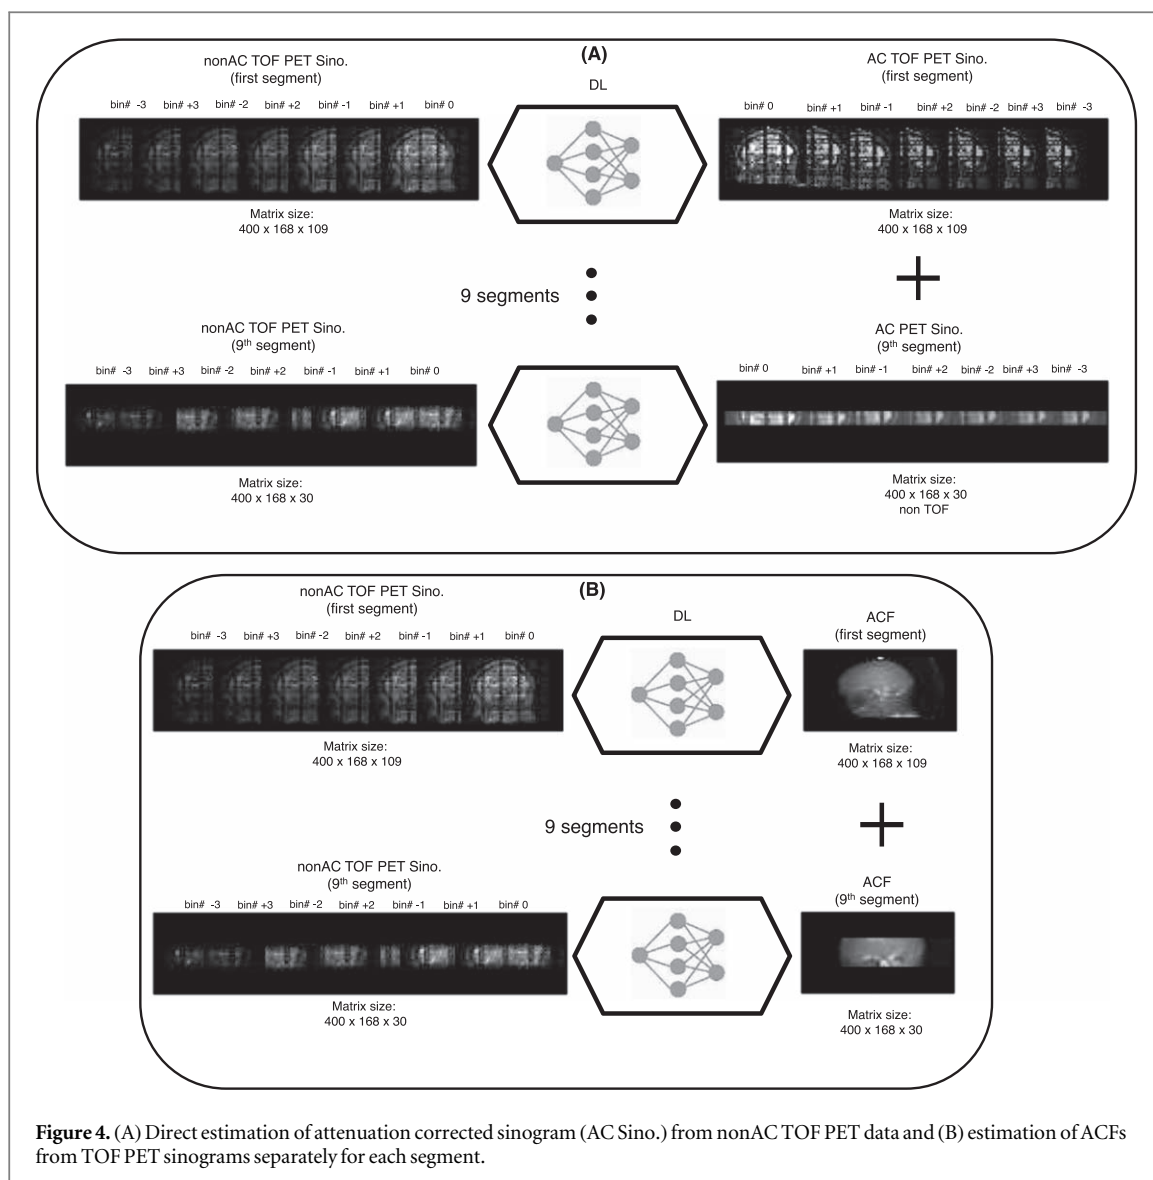 (A)
nonAC TOF PET Sino.
(first segment)
bin# -3 bin# +3 bin# -2 bin# +2 bin# -1 bin# +1 bin# 0
Matrix size:
400 x 168 x 109
DL
AC TOF PET Sino.
(first segment)
bin# 0 bin# +1 bin# -1 bin# +2 bin# -2 bin# +3 bin# -3
Matrix size:
400 x 168 x 109
9 segments
nonAC TOF PET Sino.
(9th segment)
bin# -3 bin# +3 bin# -2 bin# +2 bin# -1 bin# +1 bin# 0
Matrix size:
400 x 168 x 30
AC PET Sino.
(9th segment)
bin# 0 bin# +1 bin# -1 bin# +2 bin# -2 bin# +3 bin# -3
Matrix size:
400 x 168 x 30
non TOF
(B)
nonAC TOF PET Sino.
(first segment)
bin# -3 bin# +3 bin# -2 bin# +2 bin# -1 bin# +1 bin# 0
Matrix size:
400 x 168 x 109
DL
ACF
(first segment)
Matrix size:
400 x 168 x 109
9 segments
nonAC TOF PET Sino.
(9th segment)
bin# -3 bin# +3 bin# -2 bin# +2 bin# -1 bin# +1 bin# 0
Matrix size:
400 x 168 x 30
ACF
(9th segment)
Matrix size:
400 x 168 x 30
Figure 4. (A) Direct estimation of attenuation corrected sinogram (AC Sino.) from nonAC TOF PET data and (B) estimation of ACFs
from TOF PET sinograms separately for each segment.